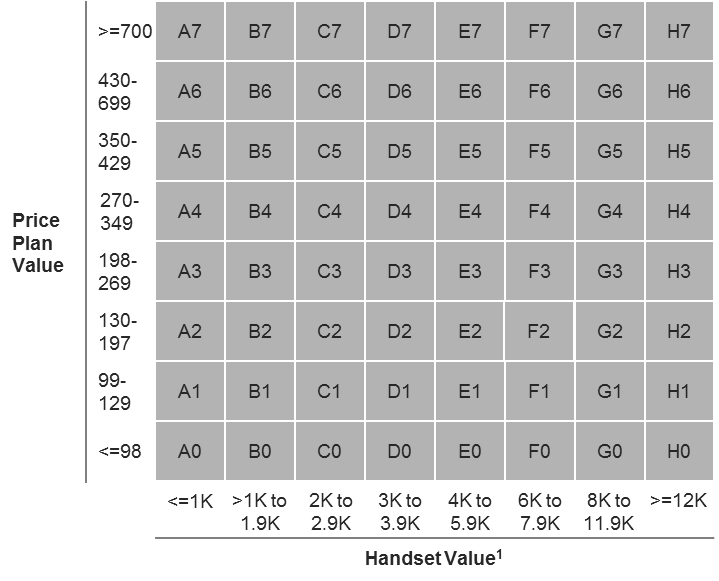 >=700 A7 B7 C7 D7 E7 F7 G7 H7
430-
699
A6 B6 C6 D6 E6 F6 G6 H6
350-
429
A5 B5 C5 D5 E5 F5 G5 H5
270-
349
A4 B4 C4 D4 E4 F4 G4 H4
Price
Plan
Value
198-
269
A3 B3 C3 D3 E3 F3 G3 H3
130-
197
A2 B2 C2 D2 E2 F2 G2 H2
99-
129
A1 B1 C1 D1 E1 F1 G1 H1
<=98 A0 B0 C0 D0 E0 F0 G0 H0
<=1K >1K to 2K to 3K to 4K to 6K to 8K to >=12K
1.9K 2.9K 3.9K 5.9K 7.9K 11.9K
Handset Value¹